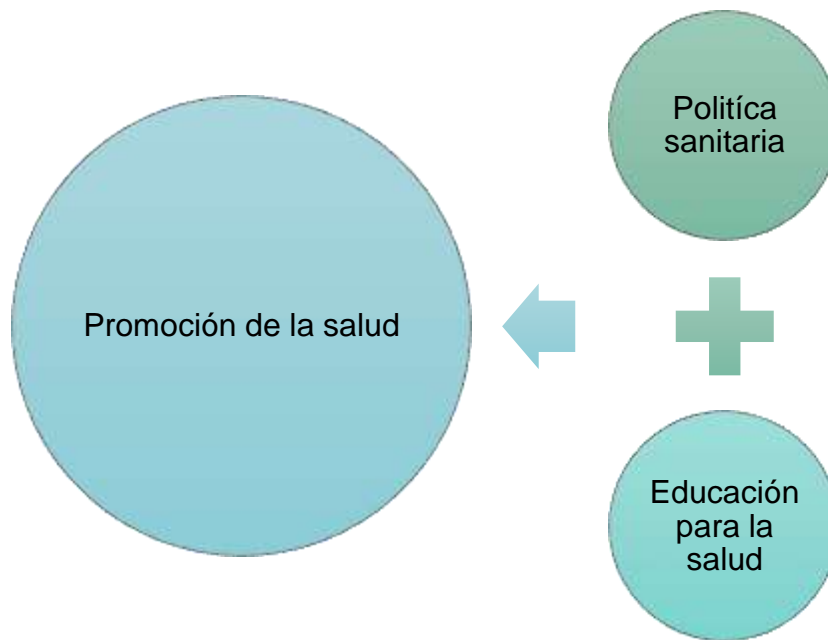 Politíca
sanitaria
Promoción de la salud
Educación
para la
salud